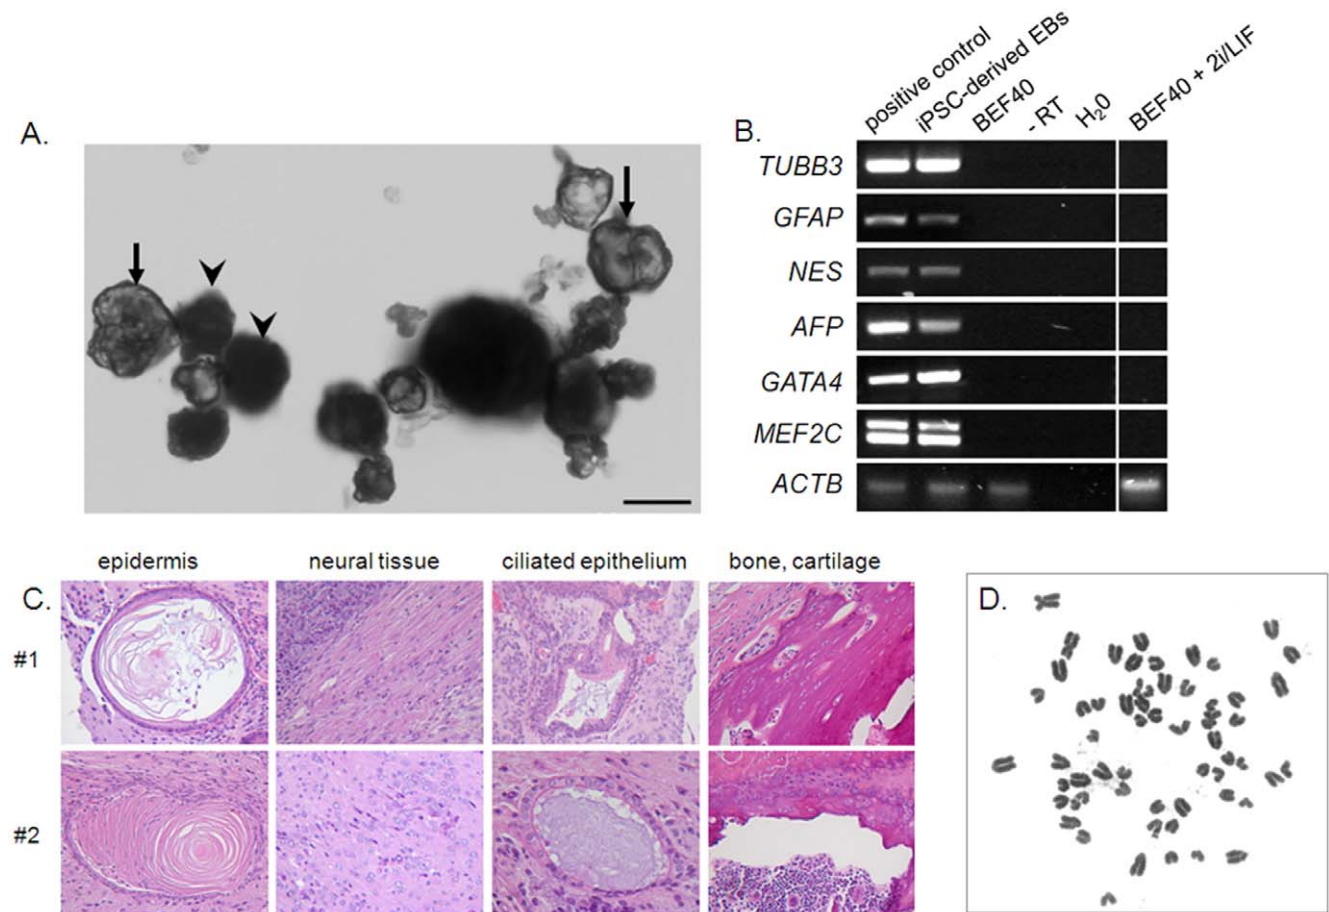 A.
B.
positive control
iPSC-derived EBs
BEF40
- RT
H₂0
BEF40 + 2i/LIF
TUBB3
GFAP
NES
AFP
GATA4
MEF2C
ACTB
epidermis
neural tissue
ciliated epithelium
bone, cartilage
C.
#1
#2
D.